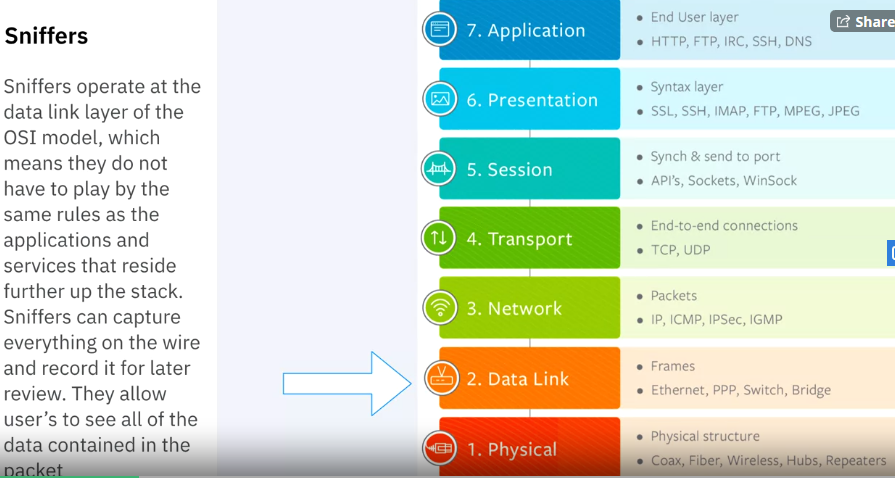 Sniffers
Sniffers operate at the
data link layer of the
OSI model, which
means they do not
have to play by the
same rules as the
applications and
services that reside
further up the stack.
Sniffers can capture
everything on the wire
and record it for later
review. They allow
user's to see all of the
data contained in the
packet
Share
7. Application
• End User layer
• HTTP, FTP, IRC, SSH, DNS
6. Presentation
• Syntax layer
• SSL, SSH, IMAP, FTP, MPEG, JPEG
5. Session
• Synch & send to port
• API's, Sockets, WinSock
4. Transport
• End-to-end connections
• TCP, UDP
3. Network
• Packets
• IP, ICMP, IPSec, IGMP
2. Data Link
• Frames
• Ethernet, PPP, Switch, Bridge
1. Physical
• Physical structure
• Coax, Fiber, Wireless, Hubs, Repeaters